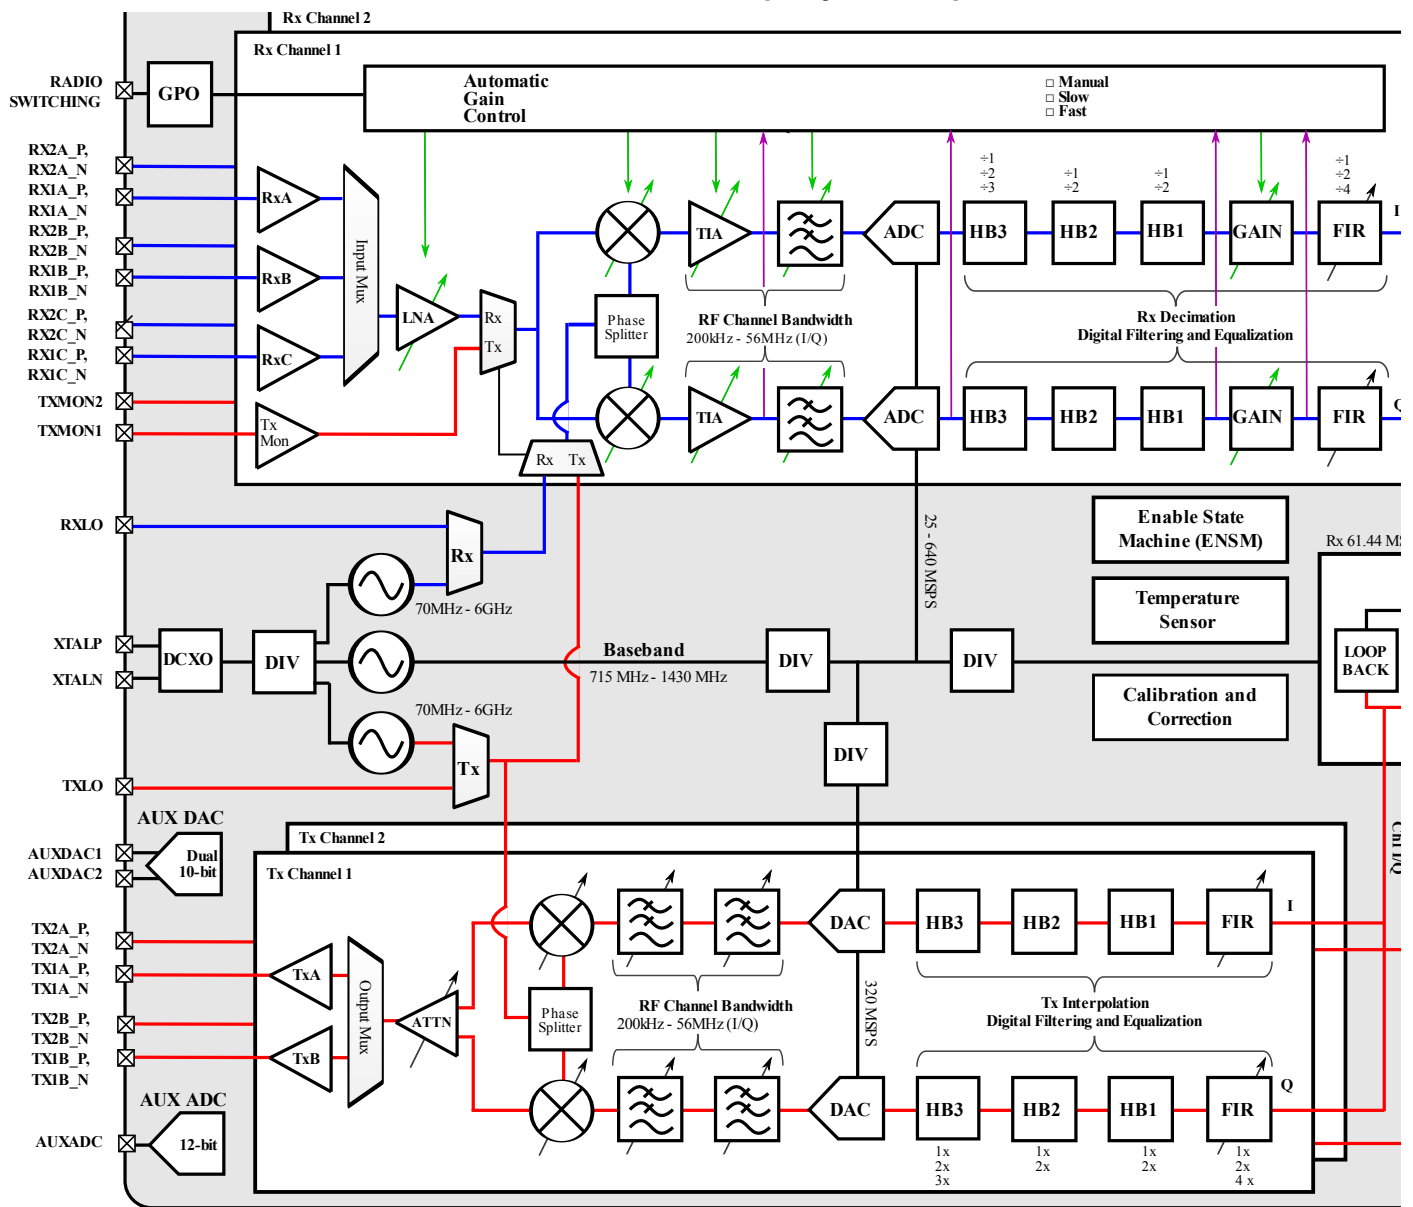 Rx Channel 2
Rx Channel 1
RADIO
SWITCHING
GPO
Automatic
Gain
Control
□ Manual
□ Slow
□ Fast
RX2A_P,
RX2A_N
RX1A_P,
RX1A_N
RX2B_P,
RX2B_N
RX1B_P,
RX1B_N
RX2C_P,
RX2C_N
RX1C_P,
RX1C_N
TXMON2
TXMON1
RxA
RxB
RxC
Tx
Mon
Input Mux
LNA
Rx
Tx
Phase
Splitter
TIA
ADC
÷1
÷2
÷3
÷1
÷2
÷1
÷2
÷1
÷2
÷4
HB3
HB2
HB1
GAIN
FIR
I
RF Channel Bandwidth
200kHz - 56MHz (I/Q)
Rx Decimation
Digital Filtering and Equalization
TIA
ADC
HB3
HB2
HB1
GAIN
FIR
Q
Rx Tx
RXLO
Rx
70MHz - 6GHz
25 - 640 MSPS
Enable State
Machine (ENSM)
Rx 61.44 MS
XTALP
XTALN
DCXO
DIV
Baseband
715 MHz - 1430 MHz
DIV
DIV
Temperature
Sensor
LOOP
BACK
Calibration and
Correction
70MHz - 6GHz
Tx
DIV
TXLO
AUX DAC
AUXDAC1
AUXDAC2
Dual
10-bit
Tx Channel 2
Tx Channel 1
Ch1 I/Q
TX2A_P,
TX2A_N
TX1A_P,
TX1A_N
TX2B_P,
TX2B_N
TX1B_P,
TX1B_N
TxA
TxB
Output Mux
ATTN
Phase
Splitter
DAC
HB3
HB2
HB1
FIR
I
RF Channel Bandwidth
200kHz - 56MHz (I/Q)
320 MSPS
Tx Interpolation
Digital Filtering and Equalization
DAC
HB3
HB2
HB1
FIR
Q
1x
2x
3x
1x
2x
1x
2x
1x
2x
4 x
AUX ADC
AUXADC
12-bit